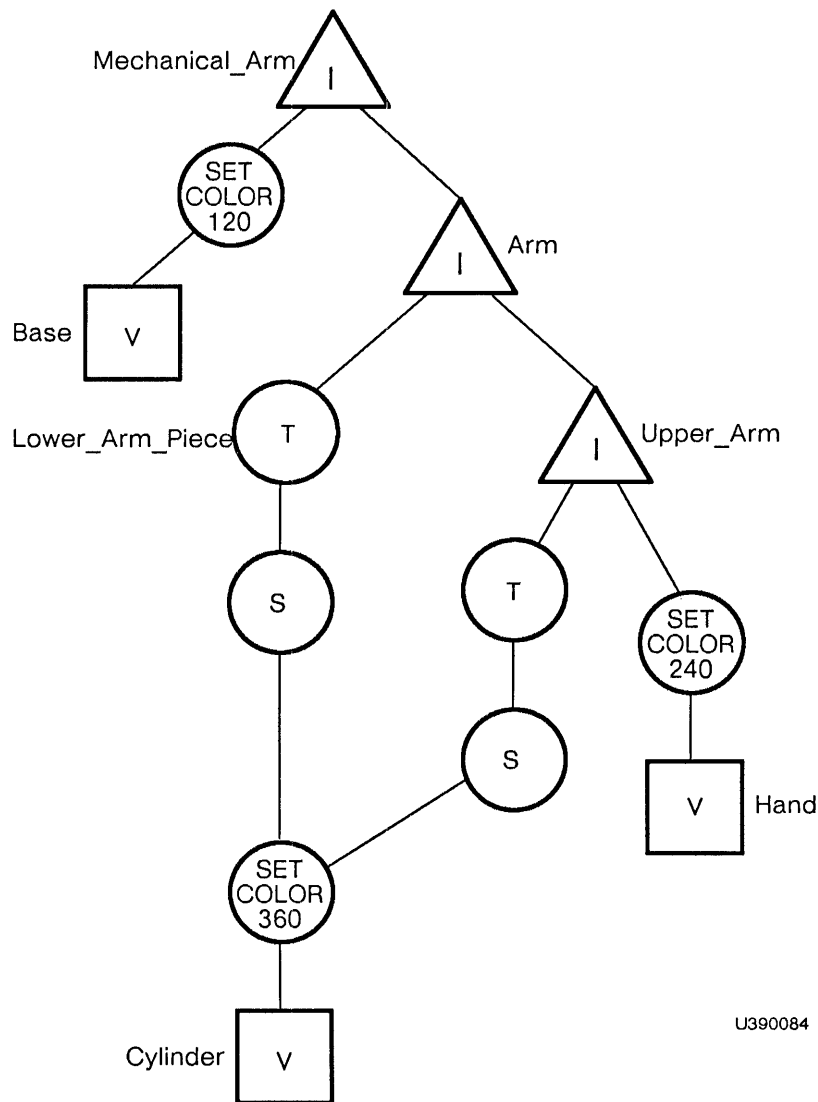 Mechanical_Arm
I
SET
COLOR
120
I
Arm
Base
V
Lower_Arm_Piece
T
I
Upper_Arm
S
T
SET
COLOR
240
S
V
Hand
SET
COLOR
360
U390084
Cylinder
V